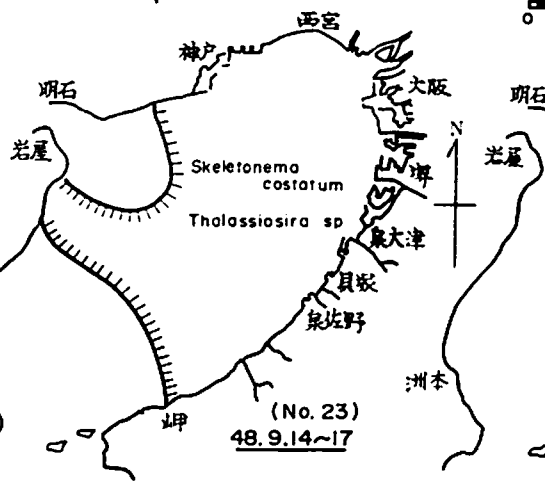 西宮
神戸
大阪
明石
明石
N
岩屋
岩屋
Skeletonema
costatum
堺
Thalassiosira sp
泉大津
貝塚
泉佐野
洲本
岬
(No. 23)
48.9.14~17